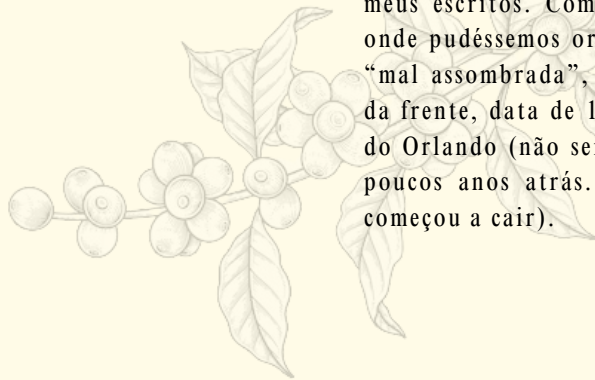 meus escritos. Com
onde pudéssemos or
“mal assombrada”,
da frente, data de 1
do Orlando (não se
poucos anos atrás.
começou a cair).